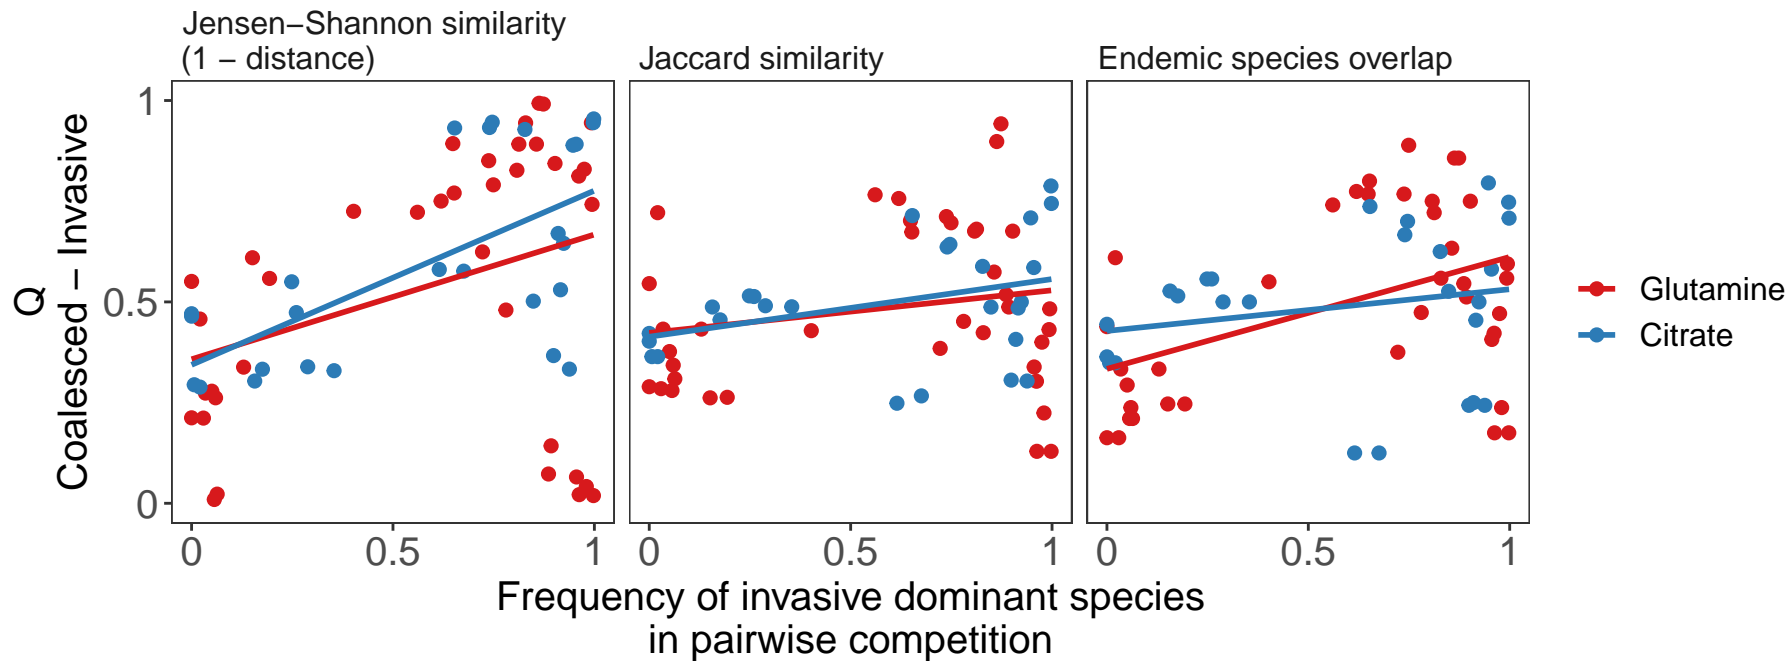 Jensen–Shannon similarity
(1 – distance)
Jaccard similarity
Endemic species overlap
Q
Coalesced – Invasive
1
0.5
0
0 0.5 1
0 0.5 1
0 0.5 1
Frequency of invasive dominant species
in pairwise competition
Glutamine
Citrate